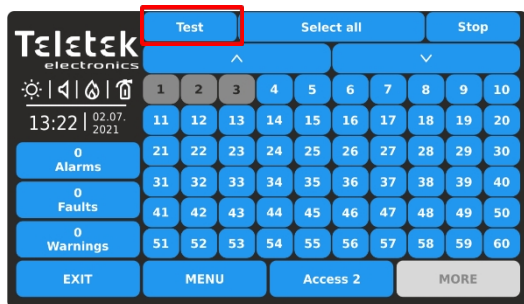 Teletek
electronics
13:22 02.07.
2021
0
Alarms
0
Faults
0
Warnings
EXIT
Test Select all Stop
1 2 3 4 5 6 7 8 9 10
11 12 13 14 15 16 17 18 19 20
21 22 23 24 25 26 27 28 29 30
31 32 33 34 35 36 37 38 39 40
41 42 43 44 45 46 47 48 49 50
51 52 53 54 55 56 57 58 59 60
MENU Access 2 MORE